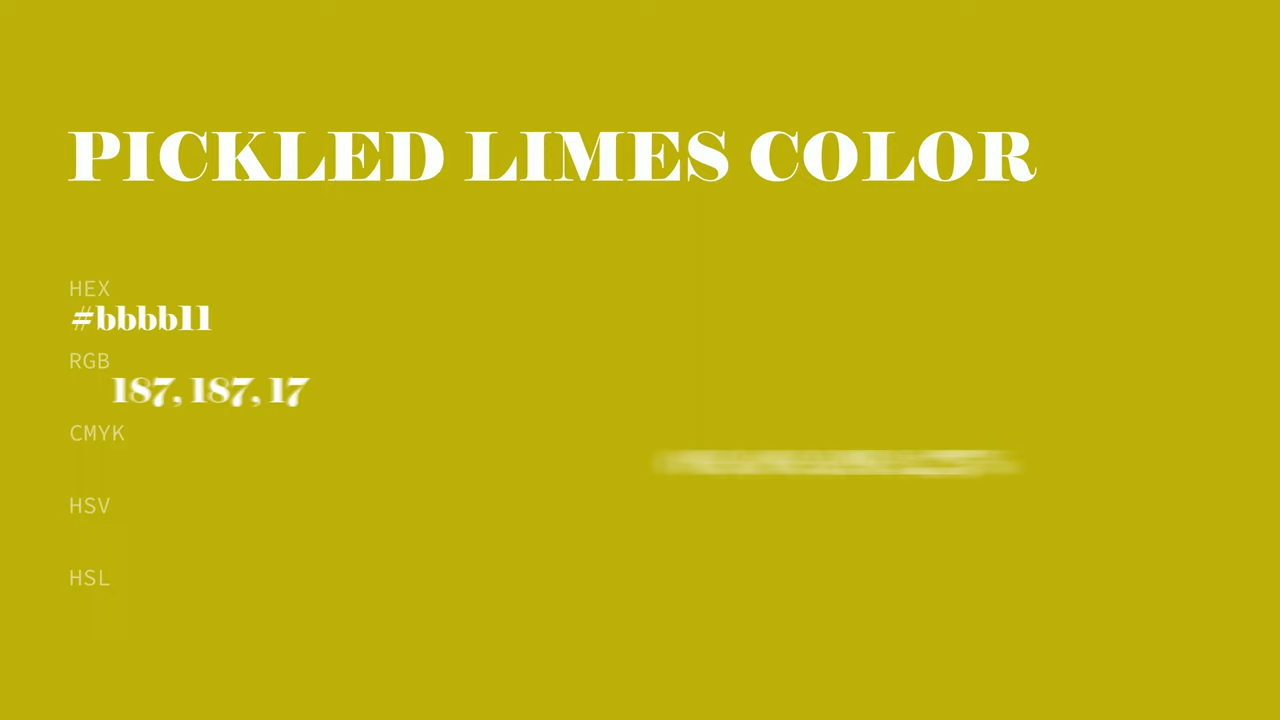 PICKLED LIMES COLOR
HEX
#bbbb11
RGB
187, 187, 17
CMYK
HSV
HSL